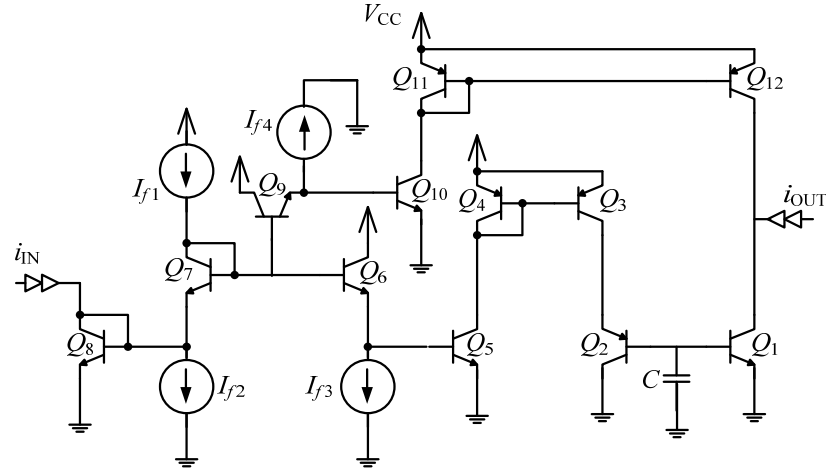 V_CC
Q_11
Q_12
I_f4
Q_9
I_f1
Q_10
Q_4
Q_3
i_OUT
i_IN
Q_7
Q_6
Q_8
Q_5
Q_2
Q_1
I_f2
I_f3
C